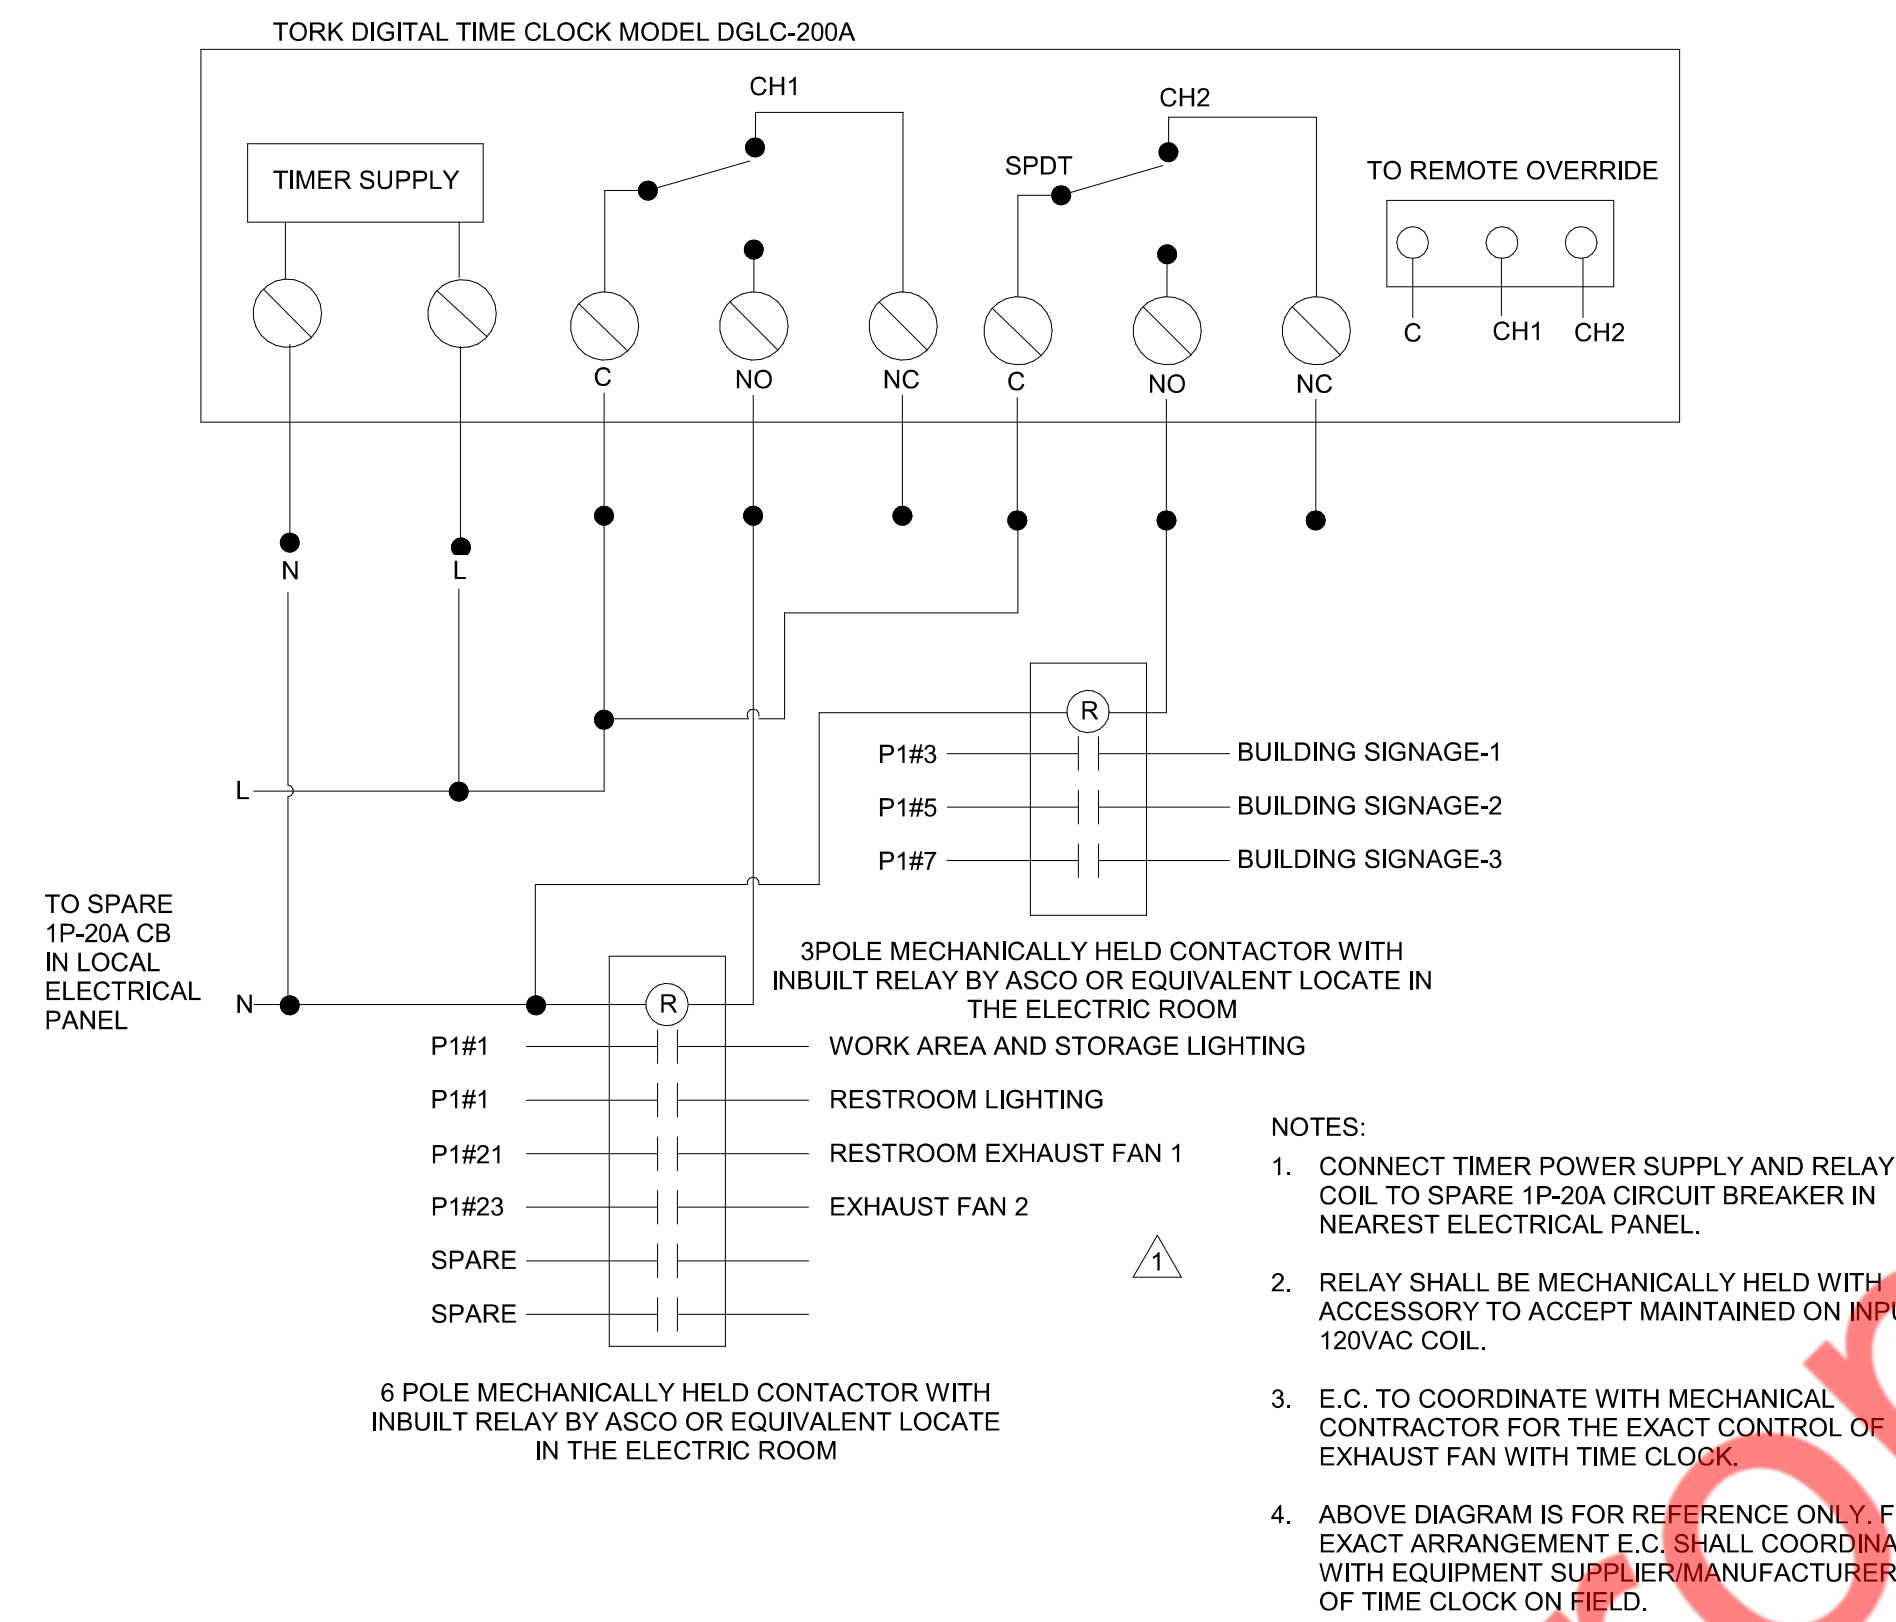 TORK DIGITAL TIME CLOCK MODEL DGLC-200A
CH1
CH2
TIMER SUPPLY
SPDT
TO REMOTE OVERRIDE
C
CH1
CH2
C
NO
NC
C
NO
NC
N
L
R
P1#3
BUILDING SIGNAGE-1
L
P1#5
BUILDING SIGNAGE-2
P1#7
BUILDING SIGNAGE-3
TO SPARE
1P-20A CB
IN LOCAL
ELECTRICAL
PANEL
N
3POLE MECHANICALLY HELD CONTACTOR WITH
INBUILT RELAY BY ASCO OR EQUIVALENT LOCATE IN
THE ELECTRIC ROOM
R
P1#1
WORK AREA AND STORAGE LIGHTING
P1#1
RESTROOM LIGHTING
P1#21
RESTROOM EXHAUST FAN 1
P1#23
EXHAUST FAN 2
SPARE
SPARE
1
6 POLE MECHANICALLY HELD CONTACTOR WITH
INBUILT RELAY BY ASCO OR EQUIVALENT LOCATE
IN THE ELECTRIC ROOM
NOTES:
1. CONNECT TIMER POWER SUPPLY AND RELAY
COIL TO SPARE 1P-20A CIRCUIT BREAKER IN
NEAREST ELECTRICAL PANEL.
2. RELAY SHALL BE MECHANICALLY HELD WITH
ACCESSORY TO ACCEPT MAINTAINED ON
120VAC COIL.
3. E.C. TO COORDINATE WITH MECHANICAL
CONTRACTOR FOR THE EXACT CONTROL OF
EXHAUST FAN WITH TIME CLOCK.
4. ABOVE DIAGRAM IS FOR REFERENCE ONLY.
EXACT ARRANGEMENT E.C. SHALL
WITH EQUIPMENT SUPPLIER/MANUFACTURER
OF TIME CLOCK ON FIELD.